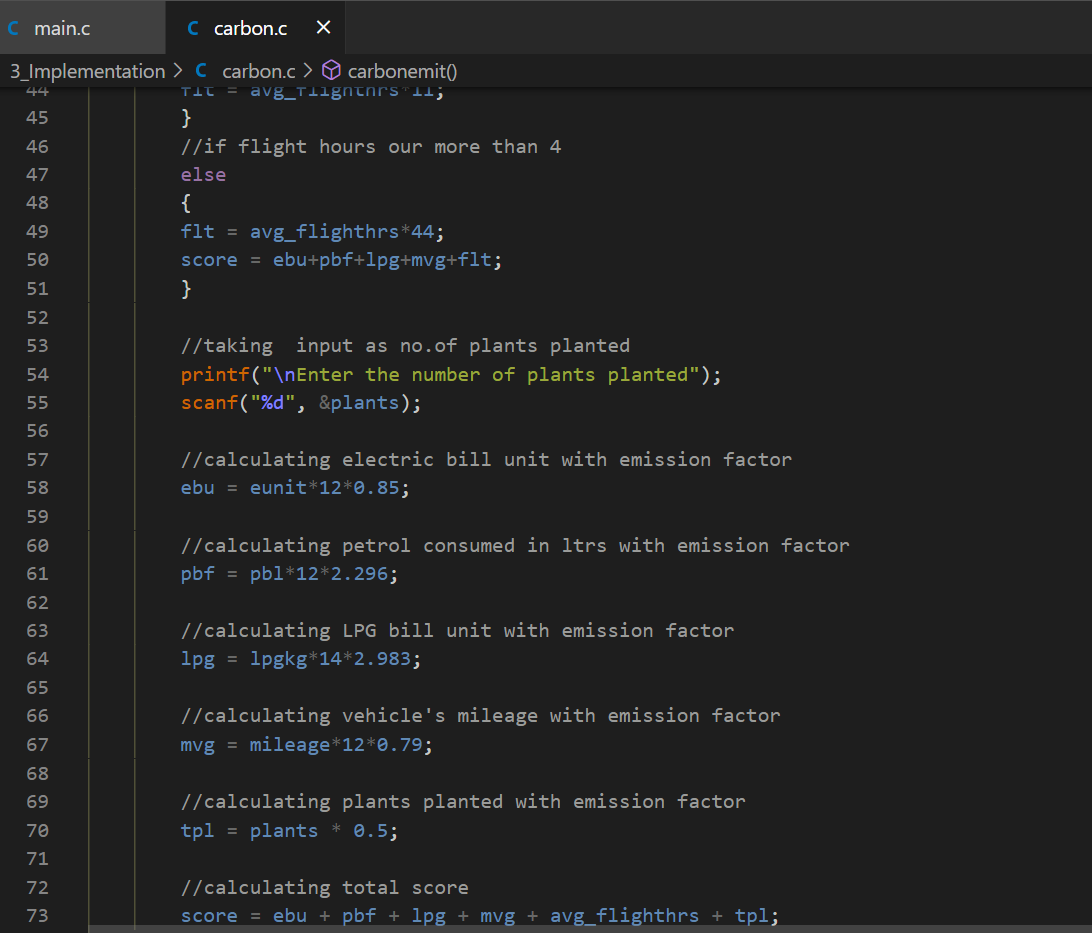 C main.c
C carbon.c ×
3_Implementation > C carbon.c > carbonemit()
44 flt = avg_flighthrs*11;
45 }
46 //if flight hours our more than 4
47 else
48 {
49 flt = avg_flighthrs*44;
50 score = ebu+pbf+lpg+mvg+flt;
51 }
52
53 //taking  input as no.of plants planted
54 printf("\nEnter the number of plants planted");
55 scanf("%d", &plants);
56
57 //calculating electric bill unit with emission factor
58 ebu = eunit*12*0.85;
59
60 //calculating petrol consumed in ltrs with emission factor
61 pbf = pbl*12*2.296;
62
63 //calculating LPG bill unit with emission factor
64 lpg = lpgkg*14*2.983;
65
66 //calculating vehicle's mileage with emission factor
67 mvg = mileage*12*0.79;
68
69 //calculating plants planted with emission factor
70 tpl = plants * 0.5;
71
72 //calculating total score
73 score = ebu + pbf + lpg + mvg + avg_flighthrs + tpl;